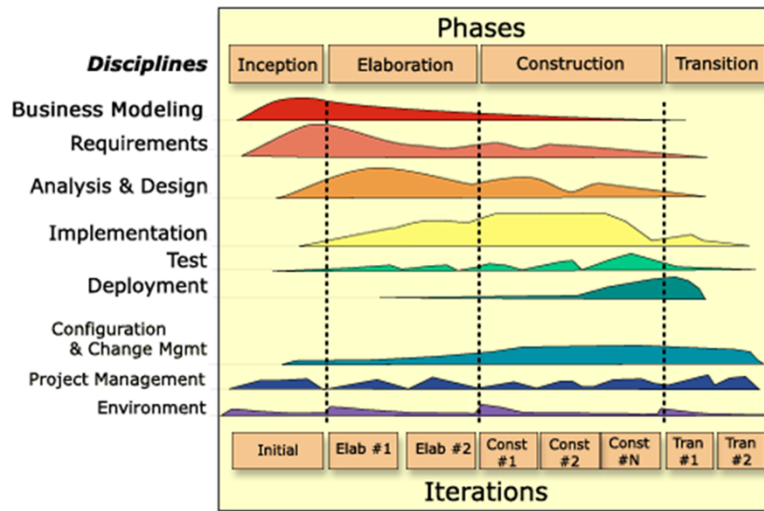 Phases
Disciplines
Inception
Elaboration
Construction
Transition
Business Modeling
Requirements
Analysis & Design
Implementation
Test
Deployment
Configuration
& Change Mgmt
Project Management
Environment
Initial
Elab #1
Elab #2
Const
#1
Const
#2
Const
#N
Tran
#1
Tran
#2
Iterations